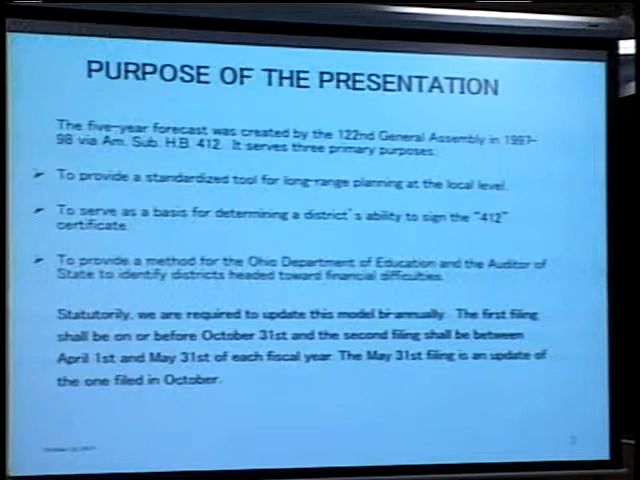 PURPOSE OF THE PRESENTATION
The five-year forecast was created by the 122nd General Assembly in 1997-
98 via Am. Sub. H.B. 412. It serves three primary purposes:
➢ To provide a standardized tool for long-range planning at the local level.
➢ To serve as a basis for determining a district's ability to sign the "412"
certificate
➢ To provide a method for the Ohio Department of Education and the Auditor of
State to identify districts headed toward financial difficulties.
Statutorily, we are required to update this model bi-annually. The first filing
shall be on or before October 31st and the second filing shall be between
April 1st and May 31st of each fiscal year. The May 31st filing is an update of
the one filed in October.